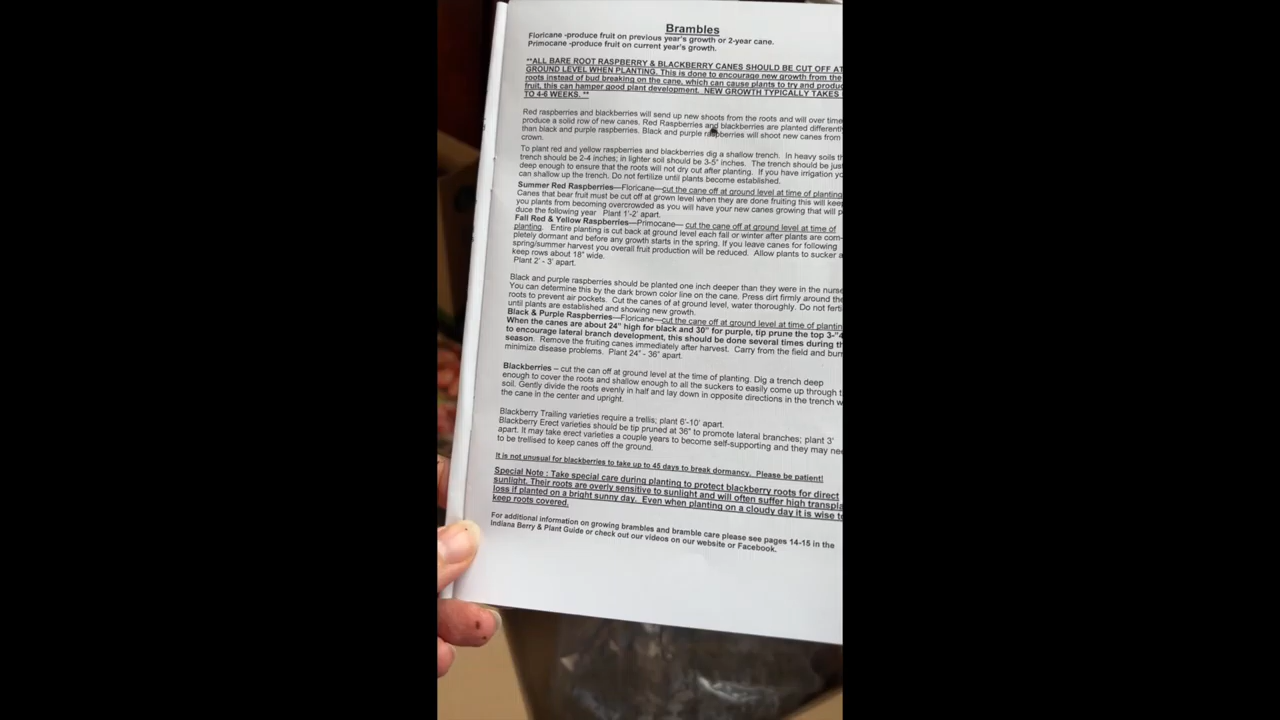 Brambles
Floricane -produce fruit on previous year's growth or 2-year cane.
Primocane -produce fruit on current year's growth.
**ALL BARE ROOT RASPBERRY & BLACKBERRY CANES SHOULD BE CUT OFF AT
GROUND LEVEL WHEN PLANTING. This is done to encourage new growth from the
roots instead of bud breaking on the cane, which can cause plants to try and produc
fruit, this can hamper good plant development. NEW GROWTH TYPICALLY TAKES
TO 4-6 WEEKS. **
Red raspberries and blackberries will send up new shoots from the roots and will over time
produce a solid row of new canes. Red Raspberries and blackberries are planted different
than black and purple raspberries. Black and purple raspberries will shoot new canes from
crown.
To plant red and yellow raspberries and blackberries dig a shallow trench. In heavy soils th
trench should be 2-4 inches; in lighter soil should be 3-5" inches. The trench should be jus
deep enough to ensure that the roots will not dry out after planting. If you have irrigation yo
can shallow up the trench. Do not fertilize until plants become established.
Summer Red Raspberries—Floricane—cut the cane off at ground level at time of planting
Canes that bear fruit must be cut off at grown level when they are done fruiting this will keep
you plants from becoming overcrowded as you will have your new canes growing that will p
duce the following year Plant 1'-2' apart.
Fall Red & Yellow Raspberries—Primocane— cut the cane off at ground level at time of
planting. Entire planting is cut back at ground level each fall or winter after plants are com-
pletely dormant and before any growth starts in the spring. If you leave canes for following
spring/summer harvest you overall fruit production will be reduced. Allow plants to sucker a
keep rows about 18" wide.
Plant 2' - 3' apart.
Black and purple raspberries should be planted one inch deeper than they were in the nurse
You can determine this by the dark brown color line on the cane. Press dirt firmly around the
roots to prevent air pockets. Cut the canes of at ground level, water thoroughly. Do not ferti
until plants are established and showing new growth.
Black & Purple Raspberries—Floricane—cut the cane off at ground level at time of plantin
When the canes are about 24" high for black and 30" for purple, tip prune the top 3-"4
to encourage lateral branch development, this should be done several times during th
season. Remove the fruiting canes immediately after harvest. Carry from the field and burn
minimize disease problems. Plant 24" - 36" apart.
Blackberries – cut the can off at ground level at the time of planting. Dig a trench deep
enough to cover the roots and shallow enough to all the suckers to easily come up through t
soil. Gently divide the roots evenly in half and lay down in opposite directions in the trench w
the cane in the center and upright.
Blackberry Trailing varieties require a trellis; plant 6'-10' apart.
Blackberry Erect varieties should be tip pruned at 36" to promote lateral branches; plant 3'
apart. It may take erect varieties a couple years to become self-supporting and they may nee
to be trellised to keep canes off the ground.
It is not unusual for blackberries to take up to 45 days to break dormancy. Please be patient!
Special Note : Take special care during planting to protect blackberry roots for direct
sunlight. Their roots are overly sensitive to sunlight and will often suffer high transpla
loss if planted on a bright sunny day. Even when planting on a cloudy day it is wise t
keep roots covered.
For additional information on growing brambles and bramble care please see pages 14-15 in the
Indiana Berry & Plant Guide or check out our videos on our website or Facebook.